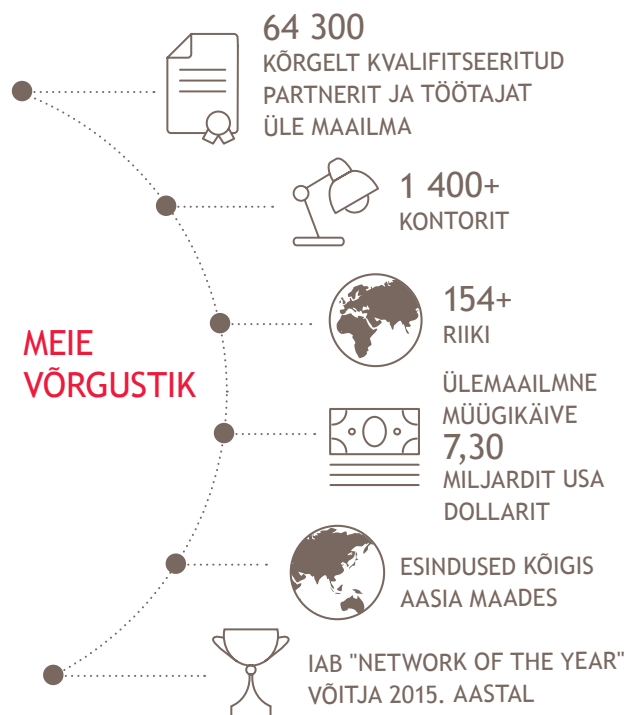 64 300
KÕRGELT KVALIFITSEERITUD
PARTNERIT JA TÖÖTAJAT
ÜLE MAAILMA
1 400+
KONTORIT
154+
RIIKI
MEIE
VÕRGUSTIK
ÜLEMAAILMNE
MÜÜGIKÄIVE
7,30
MILJARDIT USA
DOLLARIT
ESINDUSED KÕIGIS
AASIA MAADES
IAB "NETWORK OF THE YEAR"
VÕITJA 2015. AASTAL